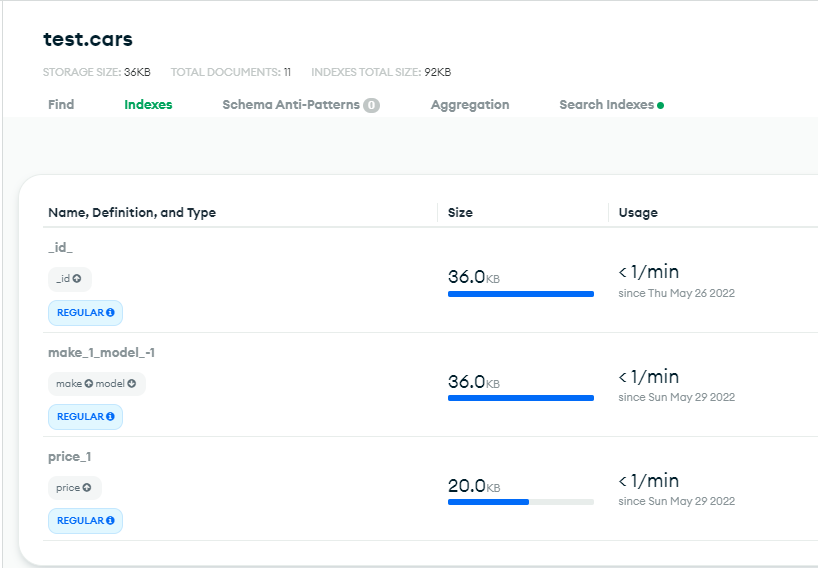 test.cars
STORAGE SIZE: 36KB TOTAL DOCUMENTS: 11 INDEXES TOTAL SIZE: 92KB
Find Indexes Schema Anti-Patterns 0 Aggregation Search Indexes
Name, Definition, and Type Size Usage
_id_
_id
REGULAR
36.0KB
< 1/min
since Thu May 26 2022
make_1_model_-1
make model
REGULAR
36.0KB
< 1/min
since Sun May 29 2022
price_1
price
REGULAR
20.0KB
< 1/min
since Sun May 29 2022